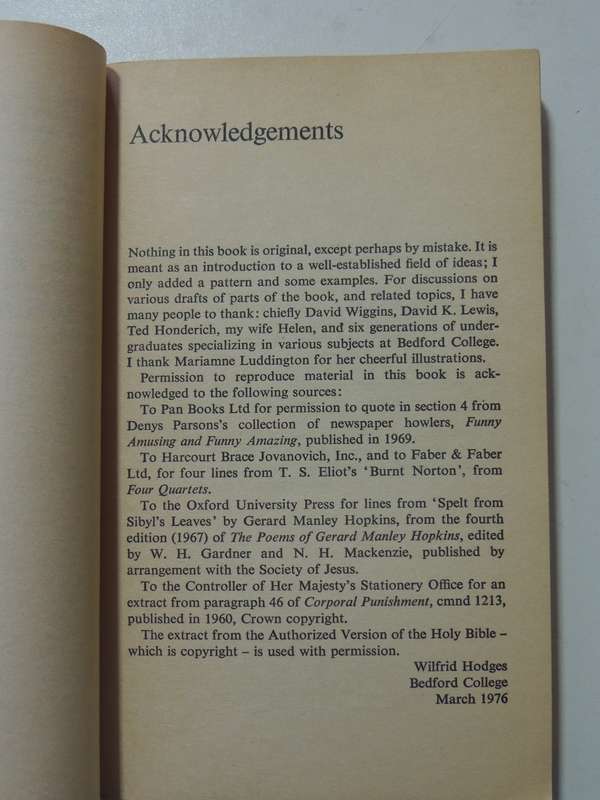 Acknowledgements
Nothing in this book is original, except perhaps by mistake. It is
meant as an introduction to a well-established field of ideas; I
only added a pattern and some examples. For discussions on
various drafts of parts of the book, and related topics, I have
many people to thank: chiefly David Wiggins, David K. Lewis,
Ted Honderich, my wife Helen, and six generations of under-
graduates specializing in various subjects at Bedford College.
I thank Mariamne Luddington for her cheerful illustrations.
Permission to reproduce material in this book is ack-
nowledged to the following sources:
To Pan Books Ltd for permission to quote in section 4 from
Denys Parsons's collection of newspaper howlers, Funny
Amusing and Funny Amazing, published in 1969.
To Harcourt Brace Jovanovich, Inc., and to Faber & Faber
Ltd, for four lines from T. S. Eliot's 'Burnt Norton', from
Four Quartets.
To the Oxford University Press for lines from 'Spelt from
Sibyl's Leaves' by Gerard Manley Hopkins, from the fourth
edition (1967) of The Poems of Gerard Manley Hopkins, edited
by W. H. Gardner and N. H. Mackenzie, published by
arrangement with the Society of Jesus.
To the Controller of Her Majesty's Stationery Office for an
extract from paragraph 46 of Corporal Punishment, cmnd 1213,
published in 1960, Crown copyright.
The extract from the Authorized Version of the Holy Bible –
which is copyright – is used with permission.
Wilfrid Hodges
Bedford College
March 1976